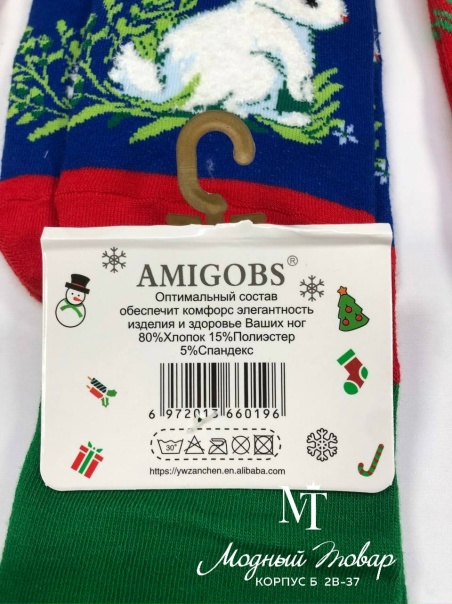 AMIGOBS®
Оптимальный состав
обеспечит комфорс элегантность
изделия и здоровье Ваших ног
80%Хлопок 15%Полиэстер
5%Спандекс
6 972013 660196
30°
https://ywzanchen.en.alibaba.com
МТ
Модный Товар
КОРПУС Б 2В-37